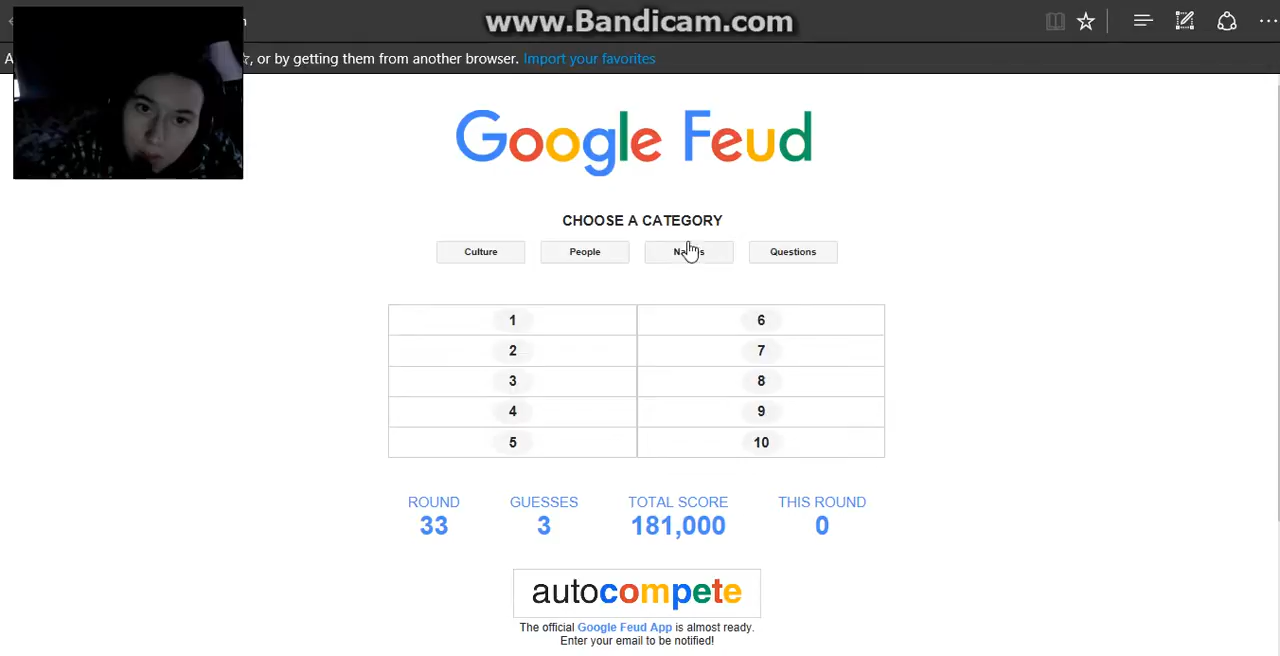 www.Bandicam.com
, or by getting them from another browser. Import your favorites
Google Feud
CHOOSE A CATEGORY
Culture People Questions
1 6
2 7
3 8
4 9
5 10
ROUND GUESSES TOTAL SCORE THIS ROUND
33 3 181,000 0
autocompete
The official Google Feud App is almost ready.
Enter your email to be notified!